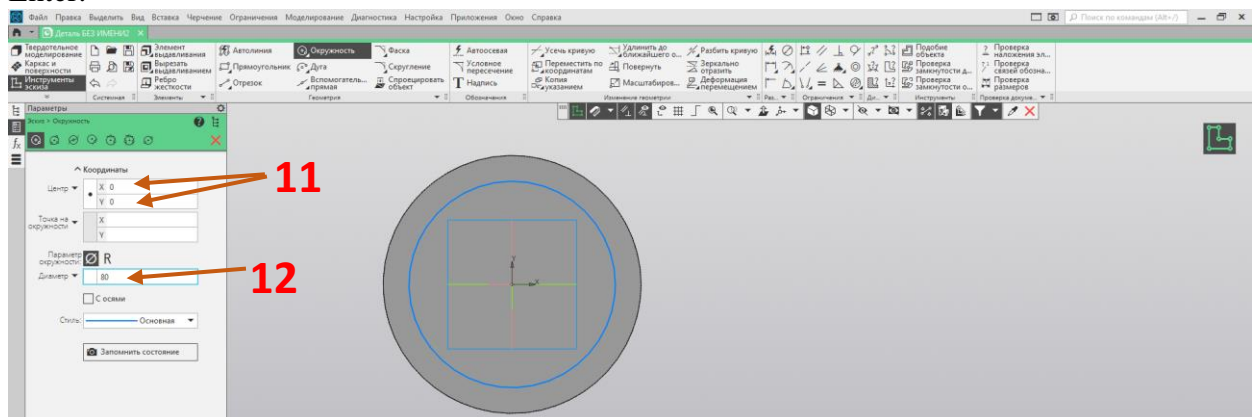 Enter.
Файл Правка Выделить Вид Вставка Черчение Ограничения Моделирование Диагностика Настройка Приложения Окно Справка
Поиск по командам (Alt+/)
Деталь БЕЗ ИМЕНИ2
Твердотельное моделирование
Каркас и поверхности
Инструменты эскиза
Системная
Элемент выдавливания
Вырезать выдавливанием
Ребро жесткости
Элементы
Автолиния
Прямоугольник
Отрезок
Окружность
Дуга
Вспомогатель... прямая
Фаска
Скругление
Спроецировать объект
Геометрия
Автоосевая
Условное пересечение
Надпись
Обозначения
Усечь кривую
Переместить по координатам
Копия указанием
Удлинить до ближайшего о...
Повернуть
Масштабиров...
Разбить кривую
Зеркально отразить
Деформация перемещением
Изменение геометрии
Раз...
Ограничения
Ди...
Подобие объекта
Проверка замкнутости д...
Проверка замкнутости о...
Инструменты
Проверка наложения эл...
Проверка связей обозна...
Проверка размеров
Проверка докуме...
Параметры
Эскиз > Окружность
Координаты
Центр
X 0
Y 0
11
Точка на окружности
X
Y
Параметр окружности:
R
Диаметр
80
12
С осями
Стиль:
Основная
Запомнить состояние
Y
X